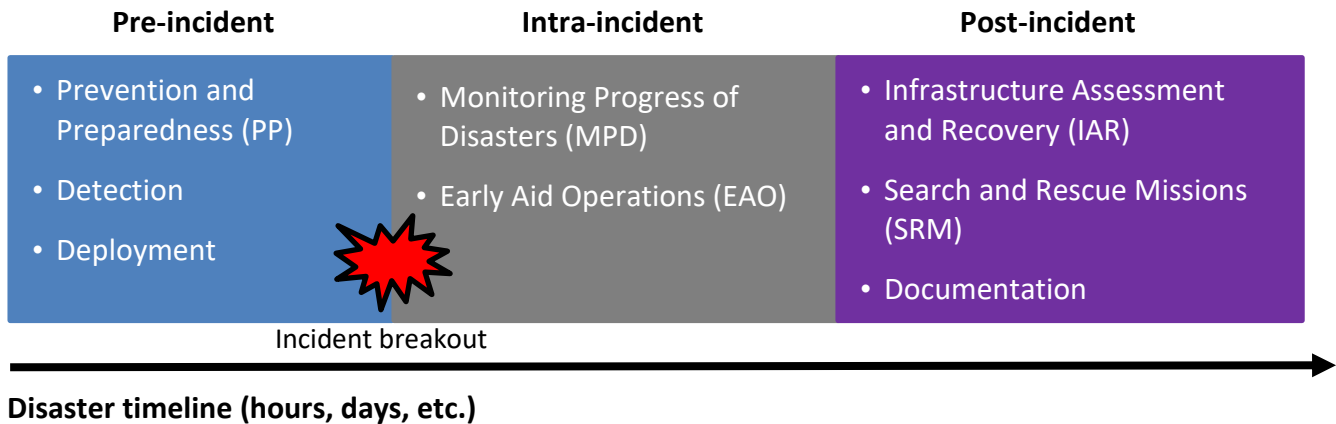 Pre-incident
Intra-incident
Post-incident
• Prevention and
Preparedness (PP)
• Detection
• Deployment
• Monitoring Progress of
Disasters (MPD)
• Early Aid Operations (EAO)
• Infrastructure Assessment
and Recovery (IAR)
• Search and Rescue Missions
(SRM)
• Documentation
Incident breakout
Disaster timeline (hours, days, etc.)